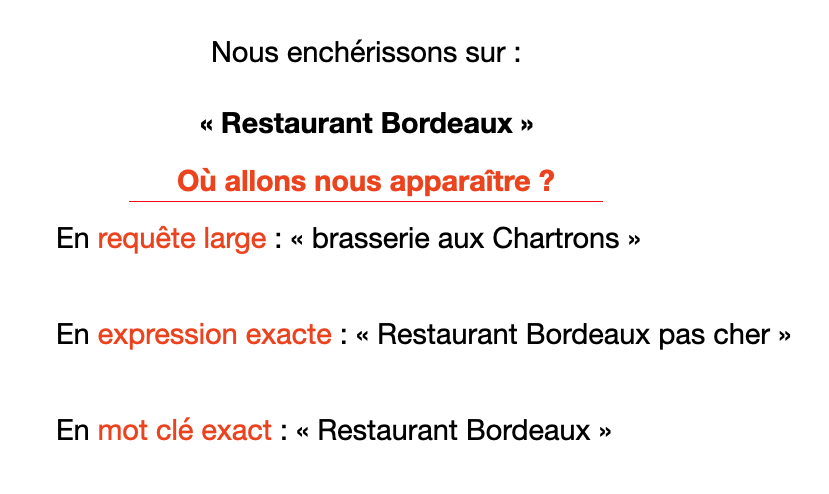 Nous enchérissons sur :
« Restaurant Bordeaux »
Où allons nous apparaître ?
En requête large : « brasserie aux Chartrons »
En expression exacte : « Restaurant Bordeaux pas cher »
En mot clé exact : « Restaurant Bordeaux »